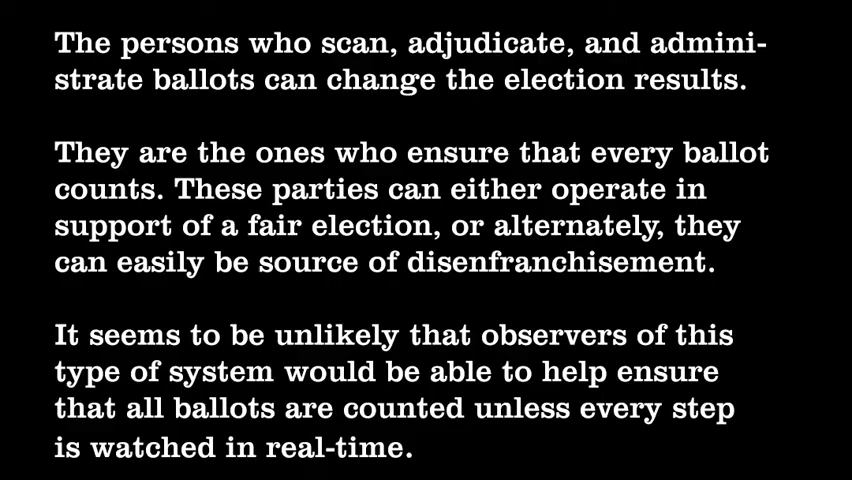 The persons who scan, adjudicate, and admini-
strate ballots can change the election results.
They are the ones who ensure that every ballot
counts. These parties can either operate in
support of a fair election, or alternately, they
can easily be source of disenfranchisement.
It seems to be unlikely that observers of this
type of system would be able to help ensure
that all ballots are counted unless every step
is watched in real-time.